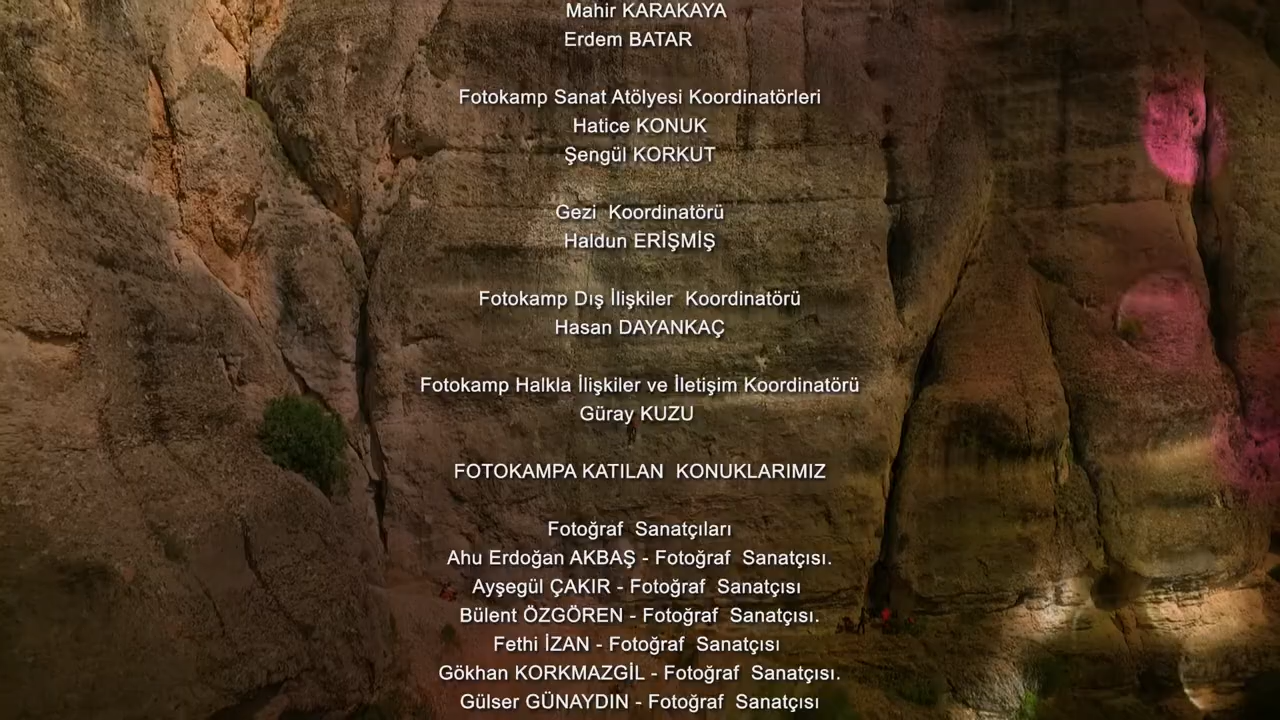 Mahir KARAKAYA
Erdem BATAR
Fotokamp Sanat Atölyesi Koordinatörleri
Hatice KONUK
Şengül KORKUT
Gezi  Koordinatörü
Haldun ERİŞMİŞ
Fotokamp Dış İlişkiler  Koordinatörü
Hasan DAYANKAÇ
Fotokamp Halkla İlişkiler ve İletişim Koordinatörü
Güray KUZU
FOTOKAMPA KATILAN  KONUKLARIMIZ
Fotoğraf  Sanatçıları
Ahu Erdoğan AKBAŞ - Fotoğraf  Sanatçısı.
Ayşegül ÇAKIR - Fotoğraf  Sanatçısı
Bülent ÖZGÖREN - Fotoğraf  Sanatçısı.
Fethi İZAN - Fotoğraf  Sanatçısı
Gökhan KORKMAZGİL - Fotoğraf  Sanatçısı.
Gülser GÜNAYDIN - Fotoğraf  Sanatçısı